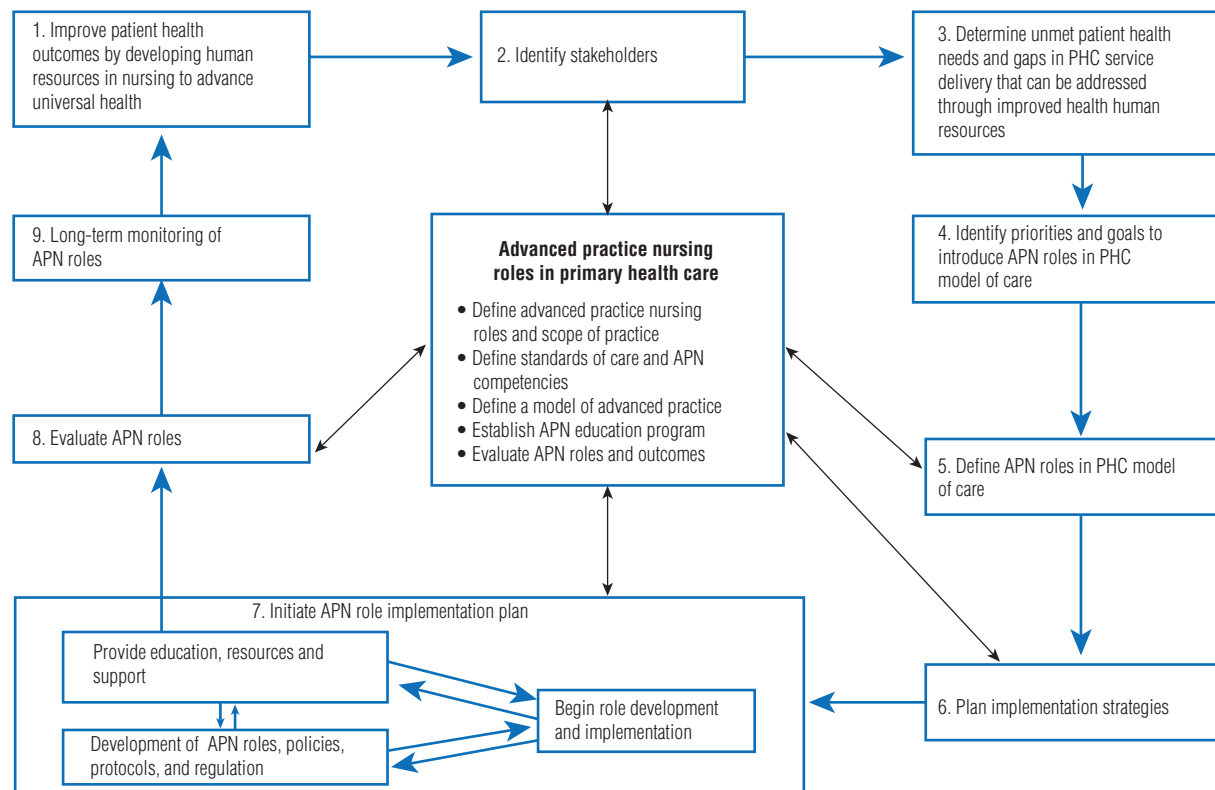 1. Improve patient health
outcomes by developing human
resources in nursing to advance
universal health
2. Identify stakeholders
3. Determine unmet patient health
needs and gaps in PHC service
delivery that can be addressed
through improved health human
resources
4. Identify priorities and goals to
introduce APN roles in PHC
model of care
5. Define APN roles in PHC model
of care
6. Plan implementation strategies
7. Initiate APN role implementation plan
Provide education, resources and
support
Development of APN roles, policies,
protocols, and regulation
Begin role development
and implementation
8. Evaluate APN roles
9. Long-term monitoring of
APN roles
Advanced practice nursing
roles in primary health care
• Define advanced practice nursing
roles and scope of practice
• Define standards of care and APN
competencies
• Define a model of advanced practice
• Establish APN education program
• Evaluate APN roles and outcomes